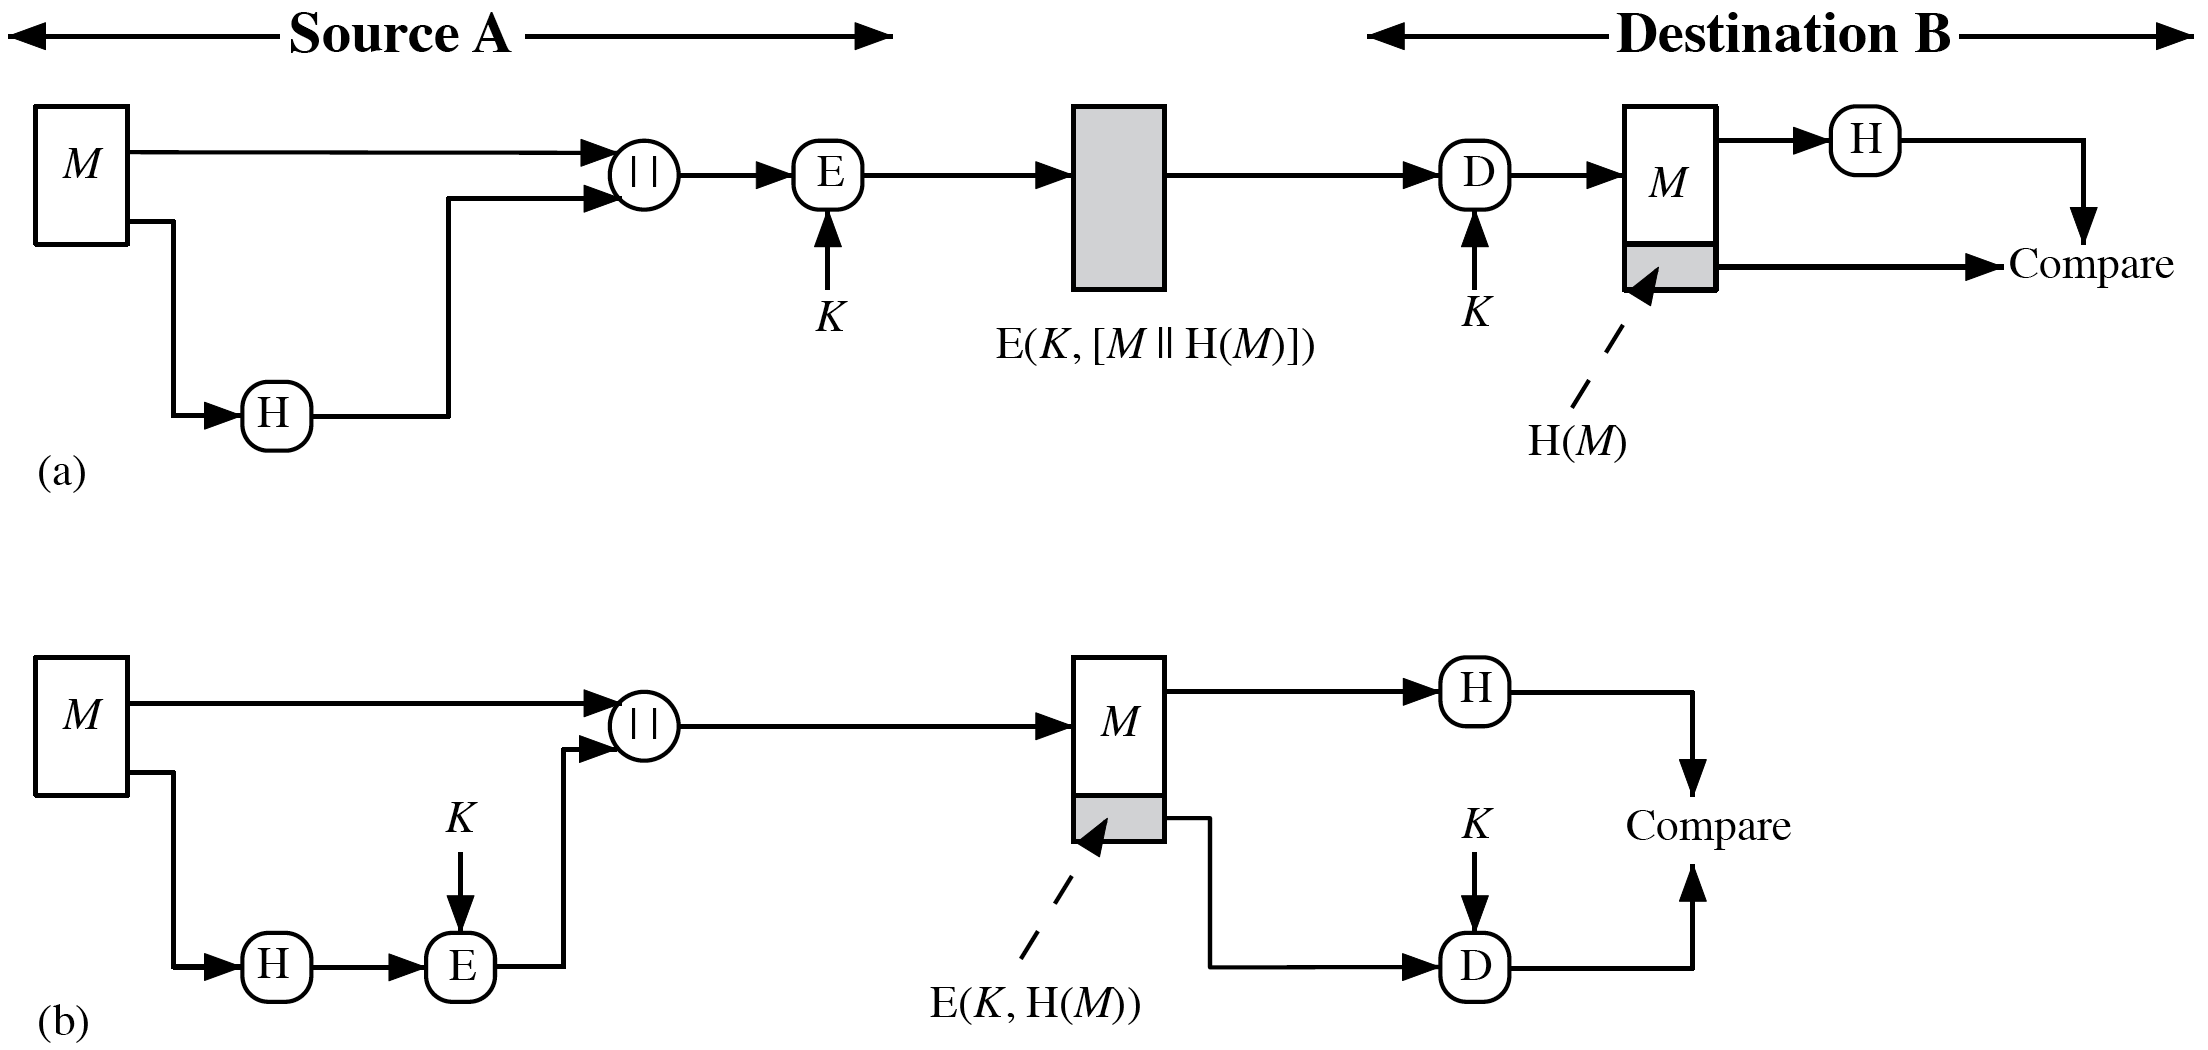 Source A
Destination B
M
||
E
D
M
H
Compare
K
K
E(K, [M || H(M)])
H
H(M)
(a)
M
||
M
H
K
K
Compare
H
E
D
E(K, H(M))
(b)